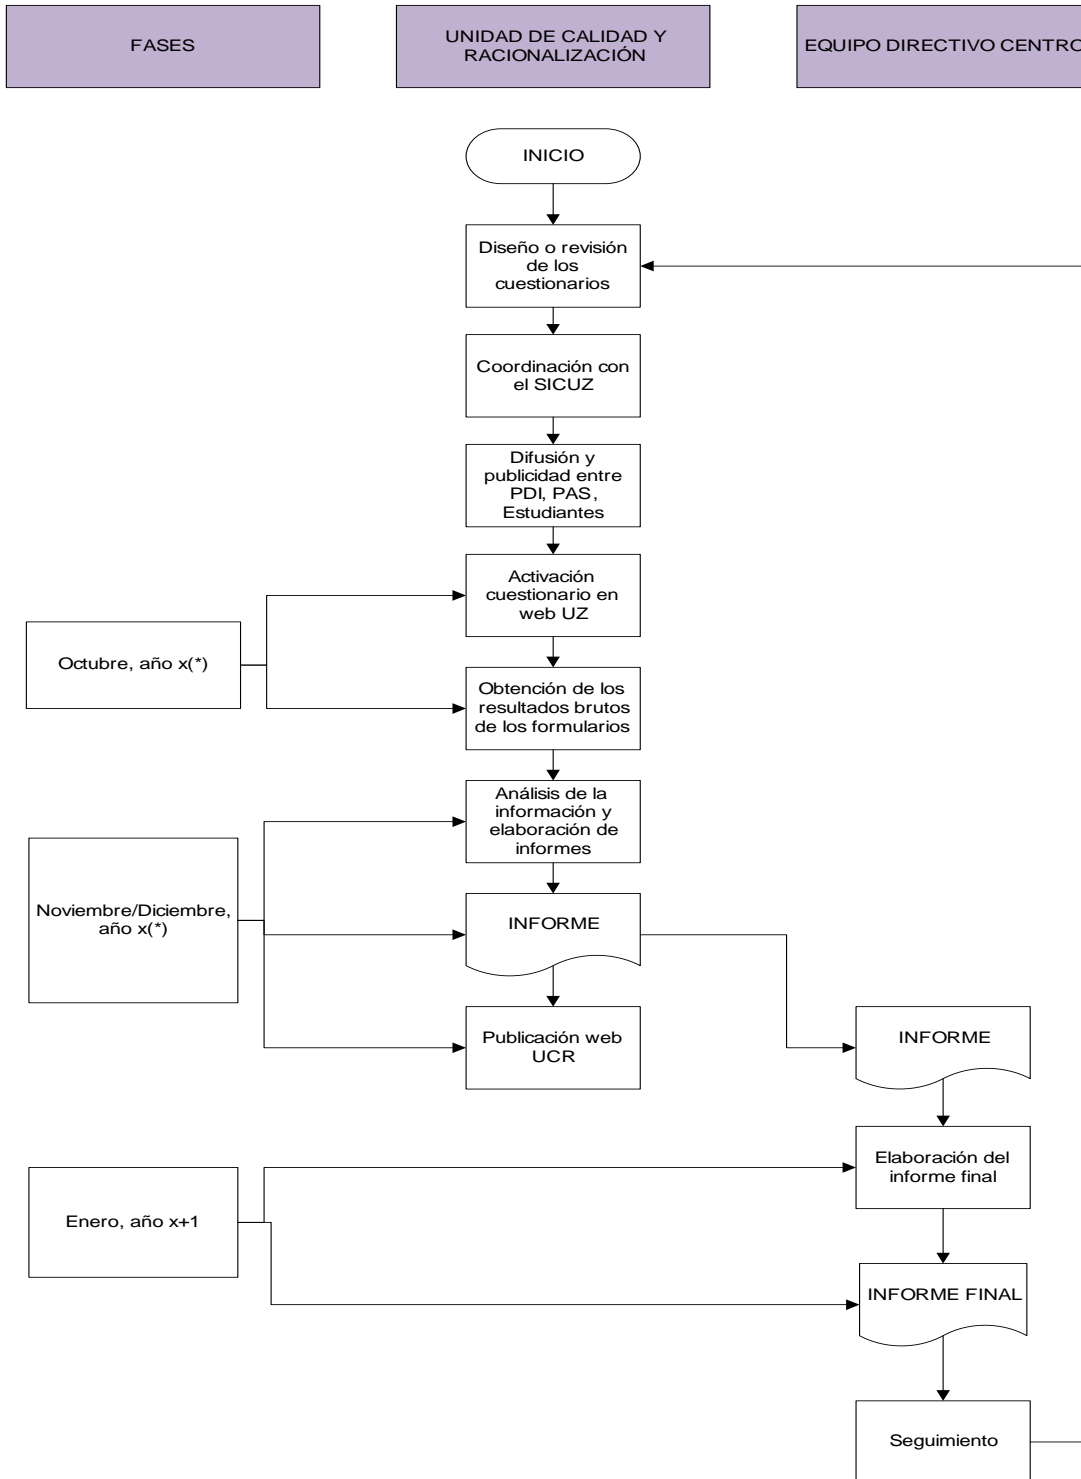 FASES
UNIDAD DE CALIDAD Y
RACIONALIZACIÓN
EQUIPO DIRECTIVO CENTRO
INICIO
Diseño o revisión
de los
cuestionarios
Coordinación con
el SICUZ
Difusión y
publicidad entre
PDI, PAS,
Estudiantes
Activación
cuestionario en
web UZ
Octubre, año x(*)
Obtención de los
resultados brutos
de los formularios
Análisis de la
información y
elaboración de
informes
Noviembre/Diciembre,
año x(*)
INFORME
Publicación web
UCR
INFORME
Elaboración del
informe final
Enero, año x+1
INFORME FINAL
Seguimiento